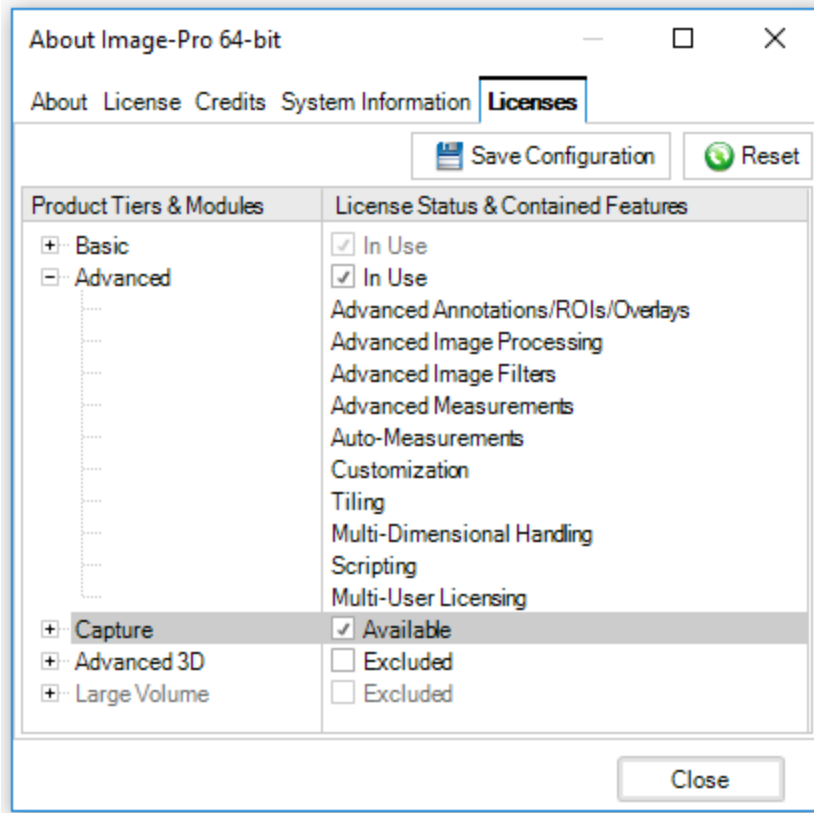 About Image-Pro 64-bit
About License Credits System Information Licenses
Save Configuration Reset
Product Tiers & Modules License Status & Contained Features
Basic In Use
Advanced In Use
Advanced Annotations/ROIs/Overlays
Advanced Image Processing
Advanced Image Filters
Advanced Measurements
Auto-Measurements
Customization
Tiling
Multi-Dimensional Handling
Scripting
Multi-User Licensing
Capture Available
Advanced 3D Excluded
Large Volume Excluded
Close